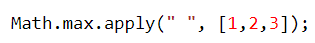 Math.max.apply(" ", [1,2,3]);